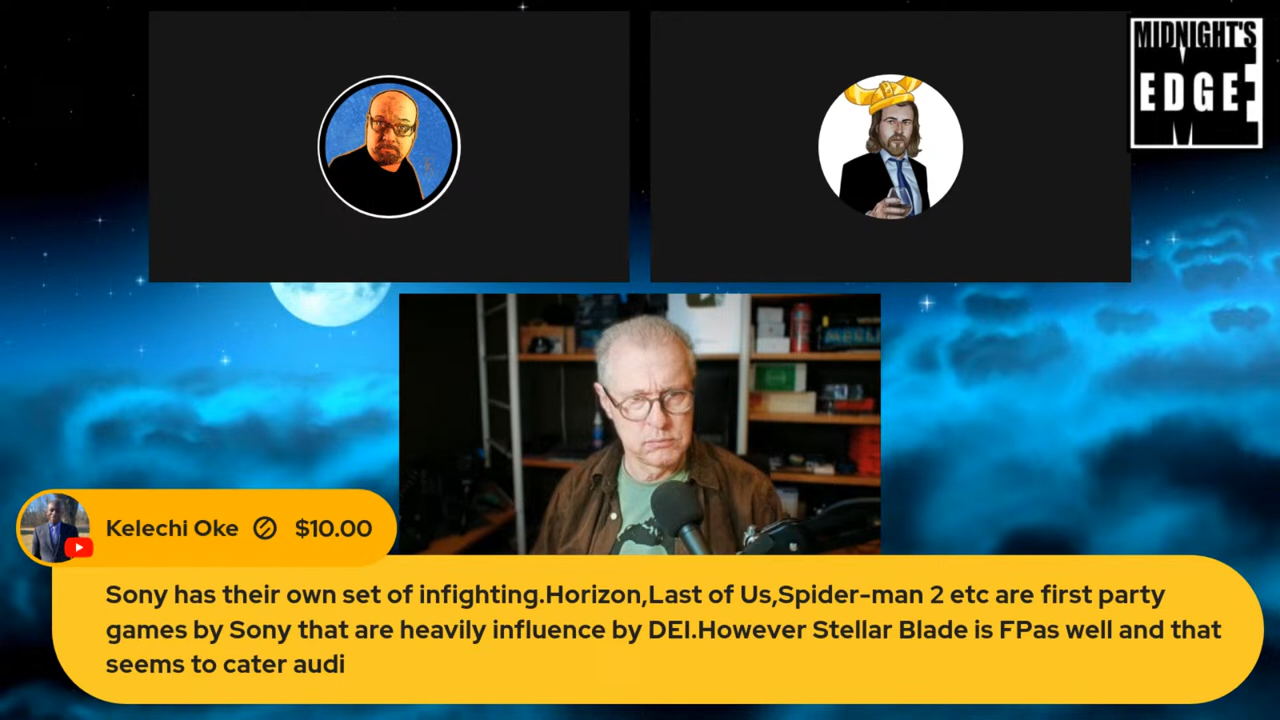 MIDNIGHT'S
EDGE
Kelechi Oke $10.00
Sony has their own set of infighting.Horizon,Last of Us,Spider-man 2 etc are first party
games by Sony that are heavily influence by DEI.However Stellar Blade is FPas well and that
seems to cater audi